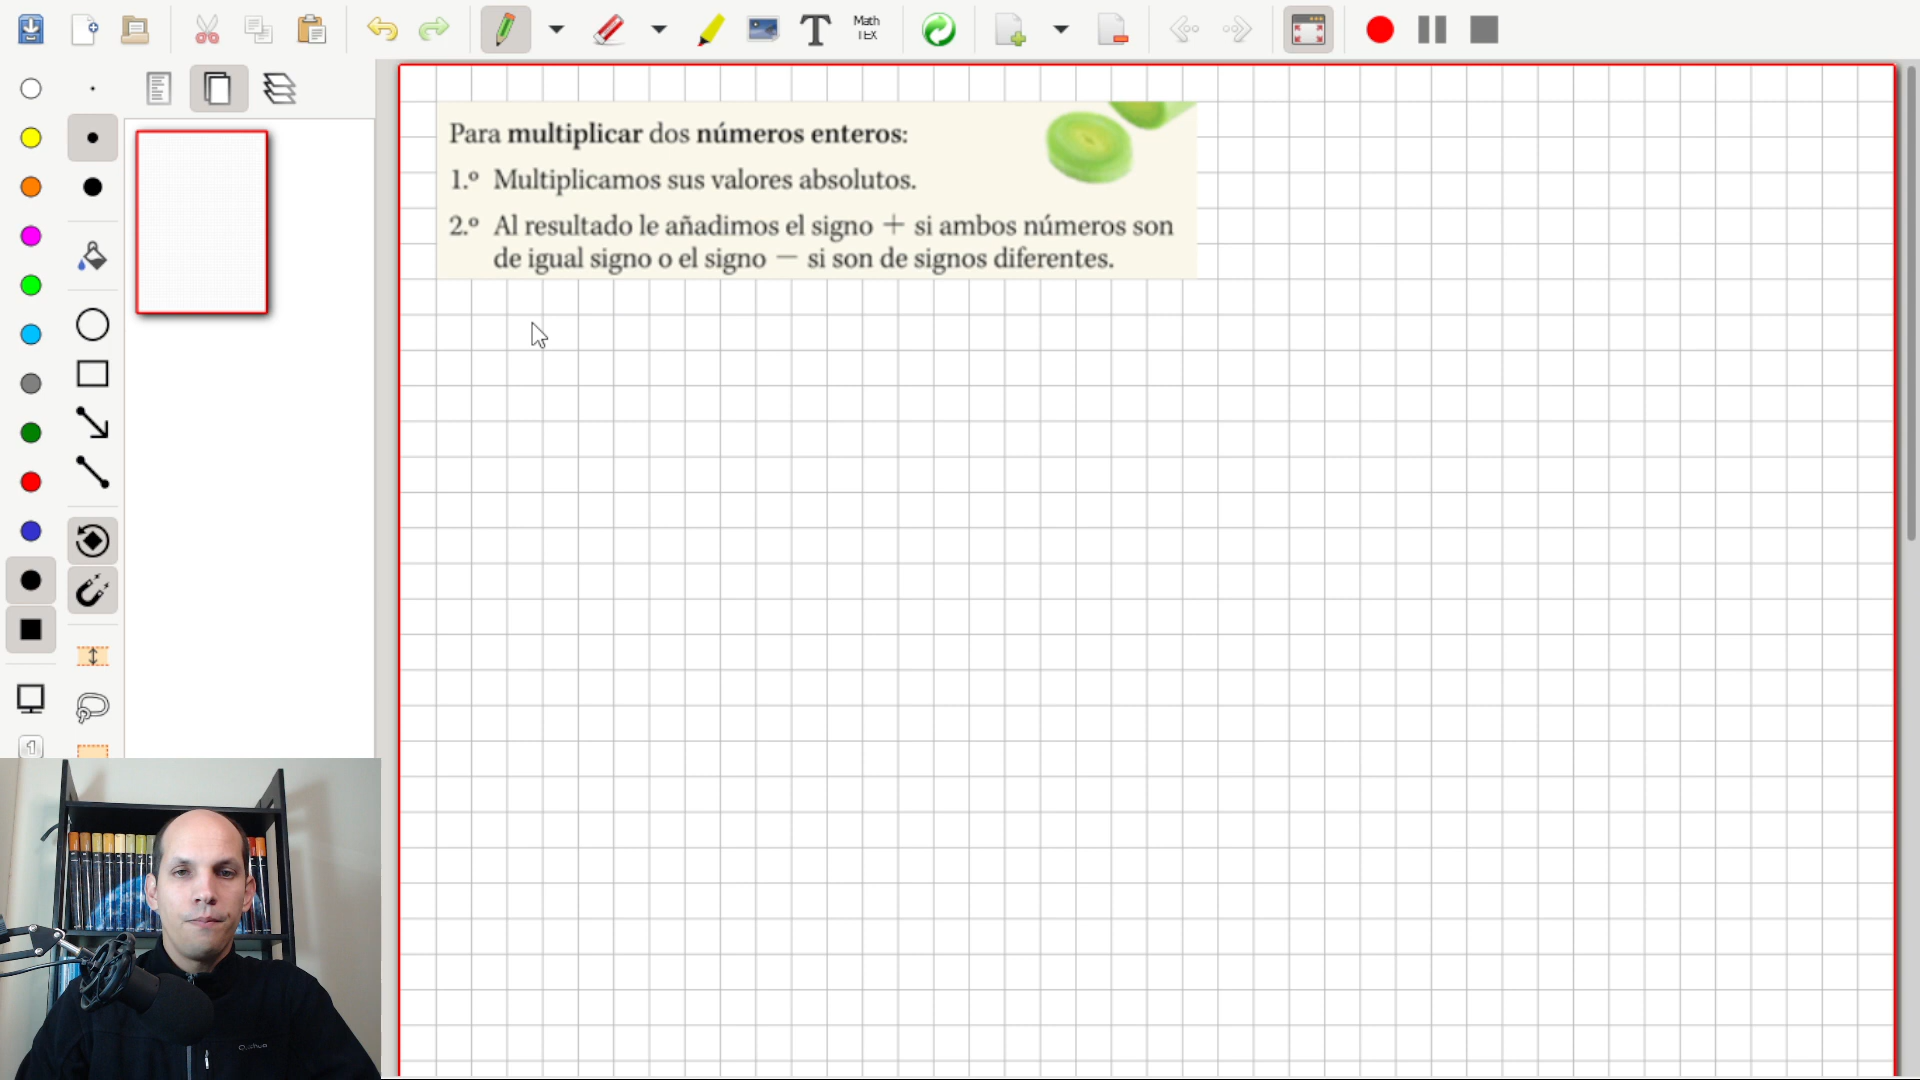 Math
TEX
Para multiplicar dos números enteros:
1.º Multiplicamos sus valores absolutos.
2.º Al resultado le añadimos el signo + si ambos números son
de igual signo o el signo − si son de signos diferentes.
1